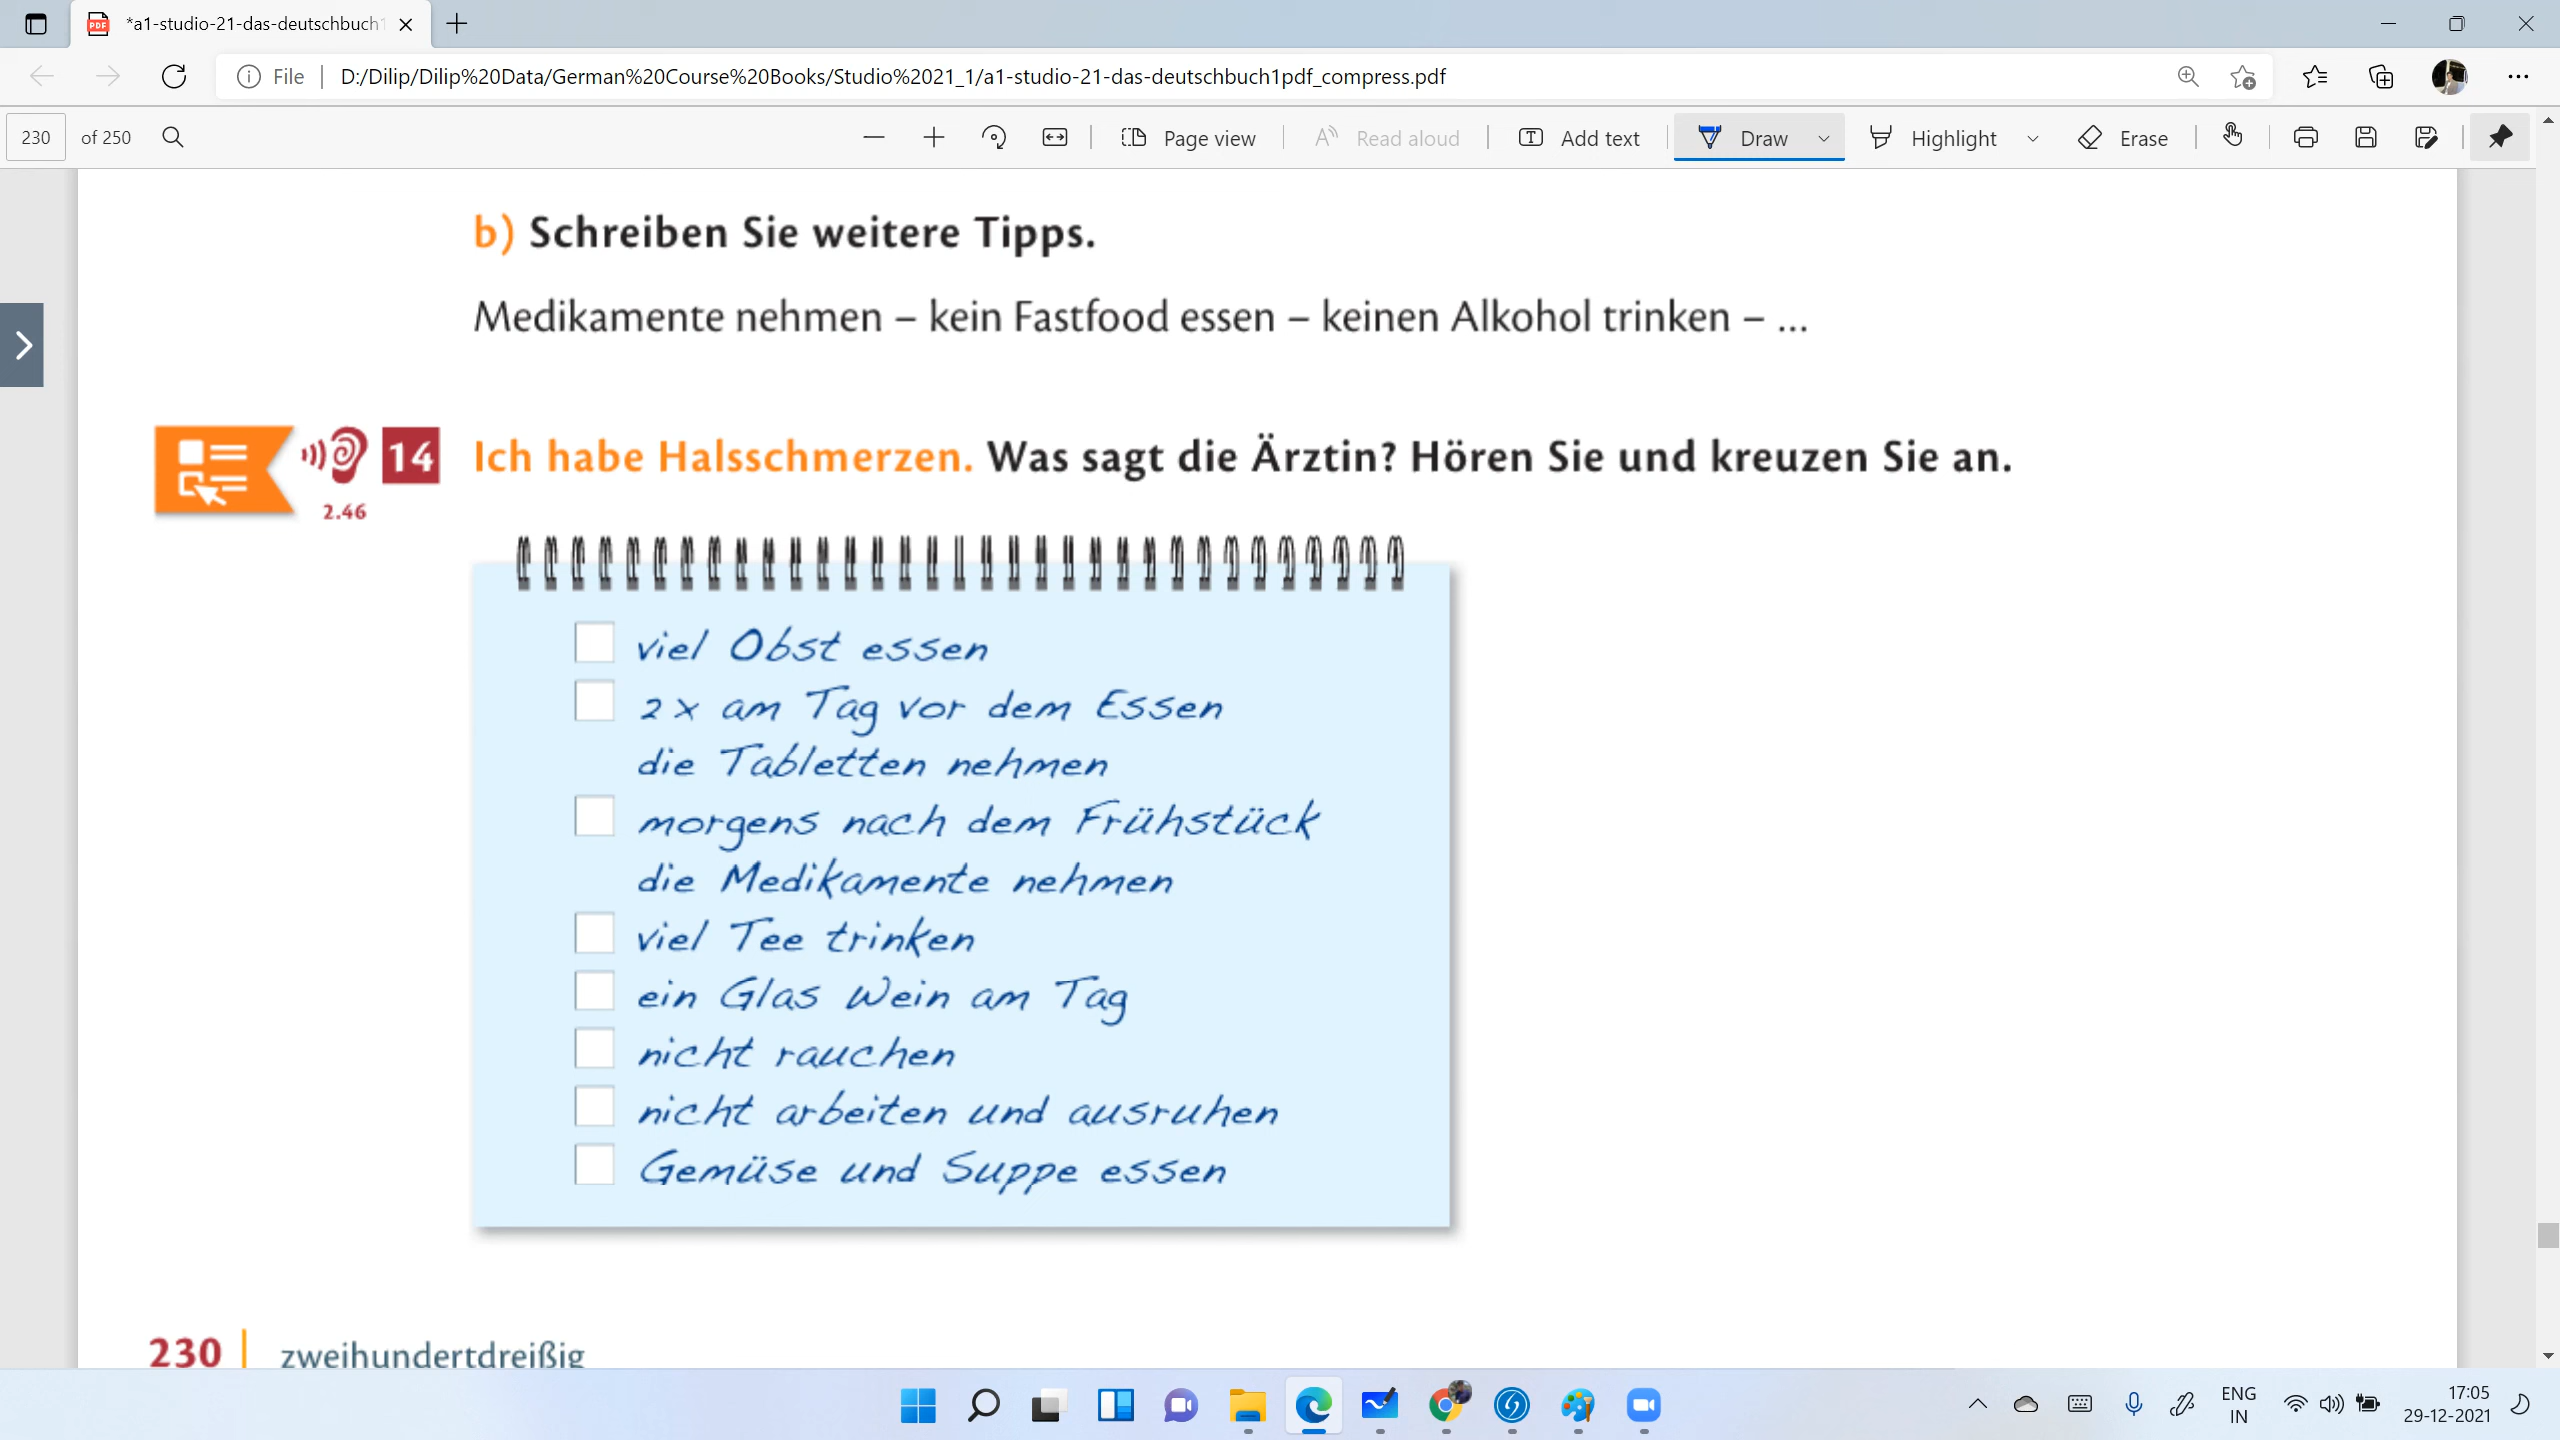 *a1-studio-21-das-deutschbuch1
File
D:/Dilip/Dilip%20Data/German%20Course%20Books/Studio%2021_1/a1-studio-21-das-deutschbuch1pdf_compress.pdf
230 of 250
Page view
Read aloud
Add text
Draw
Highlight
Erase
b) Schreiben Sie weitere Tipps.
Medikamente nehmen – kein Fastfood essen – keinen Alkohol trinken – ...
14 Ich habe Halsschmerzen. Was sagt die Ärztin? Hören Sie und kreuzen Sie an.
2.46
viel Obst essen
2 x am Tag vor dem Essen
die Tabletten nehmen
morgens nach dem Frühstück
die Medikamente nehmen
viel Tee trinken
ein Glas Wein am Tag
nicht rauchen
nicht arbeiten und ausruhen
Gemüse und Suppe essen
230 | zweihundertdreißig
ENG
IN
17:05
29-12-2021